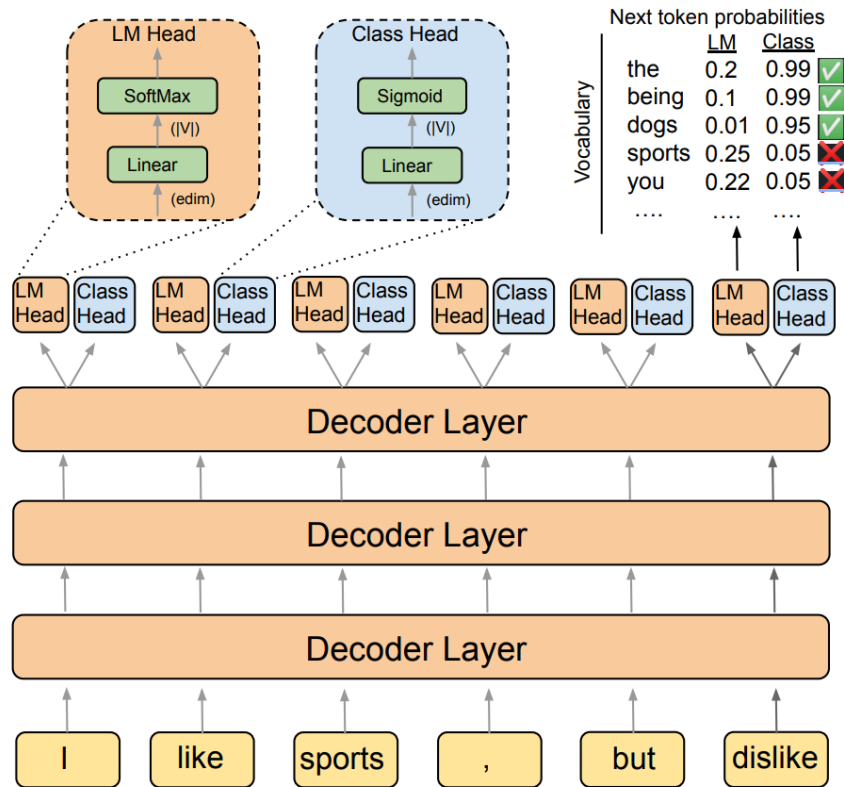 Next token probabilities
LM Head
Class Head
LM Class
SoftMax
Sigmoid
(|V|)
(|V|)
Linear
Linear
(edim)
(edim)
Vocabulary
the 0.2 0.99
being 0.1 0.99
dogs 0.01 0.95
sports 0.25 0.05
you 0.22 0.05
.... .... ....
LM Head Class Head LM Head Class Head LM Head Class Head LM Head Class Head LM Head Class Head LM Head Class Head
Decoder Layer
Decoder Layer
Decoder Layer
I like sports , but dislike